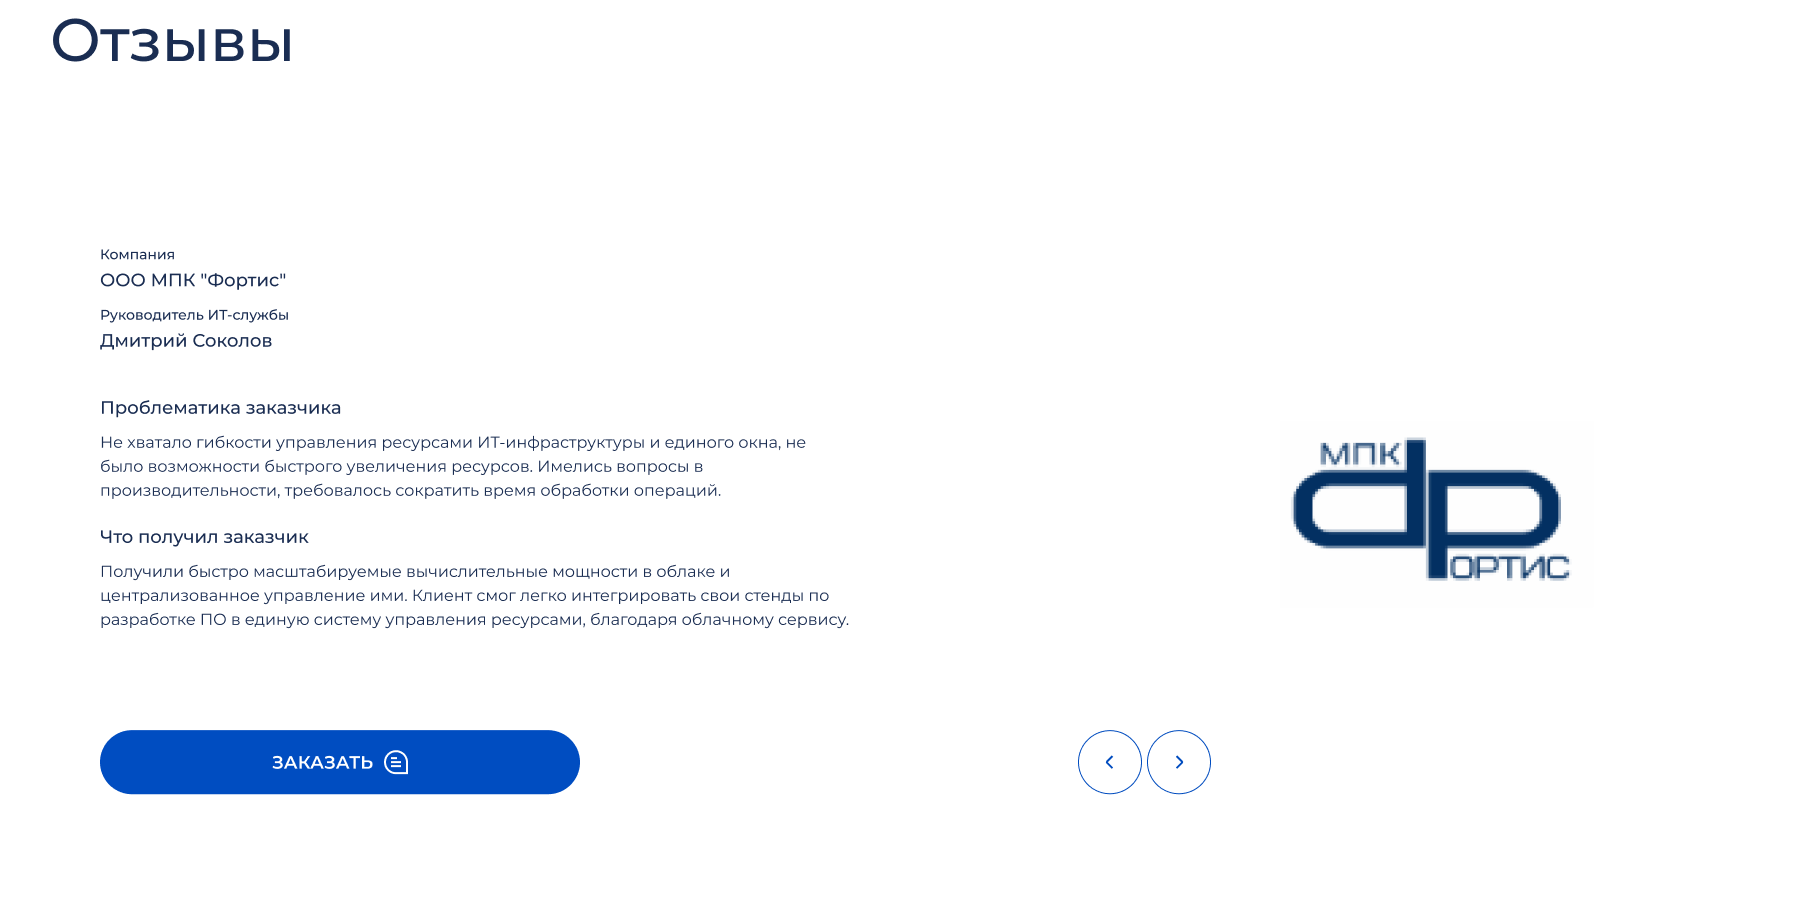 Отзывы
Компания
ООО МПК "Фортис"
Руководитель ИТ-службы
Дмитрий Соколов
Проблематика заказчика
Не хватало гибкости управления ресурсами ИТ-инфраструктуры и единого окна, не
было возможности быстрого увеличения ресурсов. Имелись вопросы в
производительности, требовалось сократить время обработки операций.
Что получил заказчик
Получили быстро масштабируемые вычислительные мощности в облаке и
централизованное управление ими. Клиент смог легко интегрировать свои стенды по
разработке ПО в единую систему управления ресурсами, благодаря облачному сервису.
МПК
ФОРТИС
ЗАКАЗАТЬ